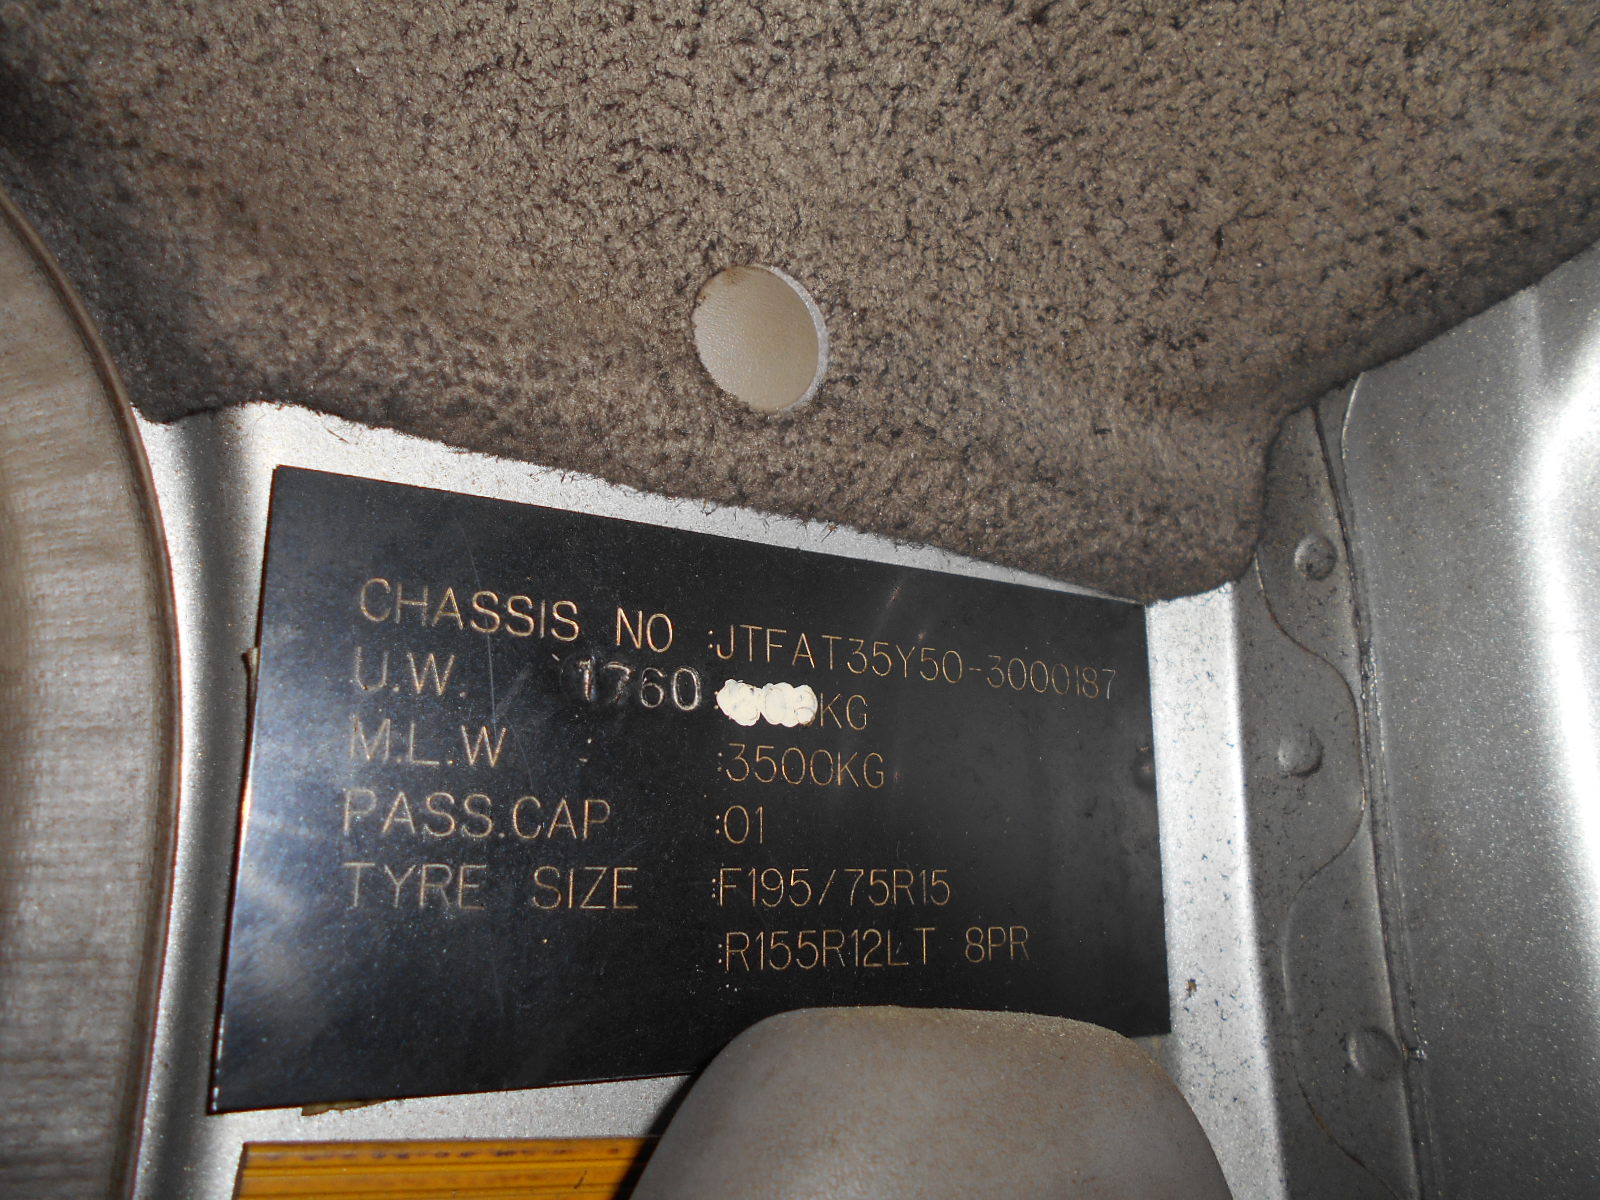 CHASSIS NO :JTFAT35Y50-3000187
U.W. 1760 : KG
M.L.W :3500KG
PASS.CAP :01
TYRE SIZE :F195/75R15
:R155R12LT 8PR